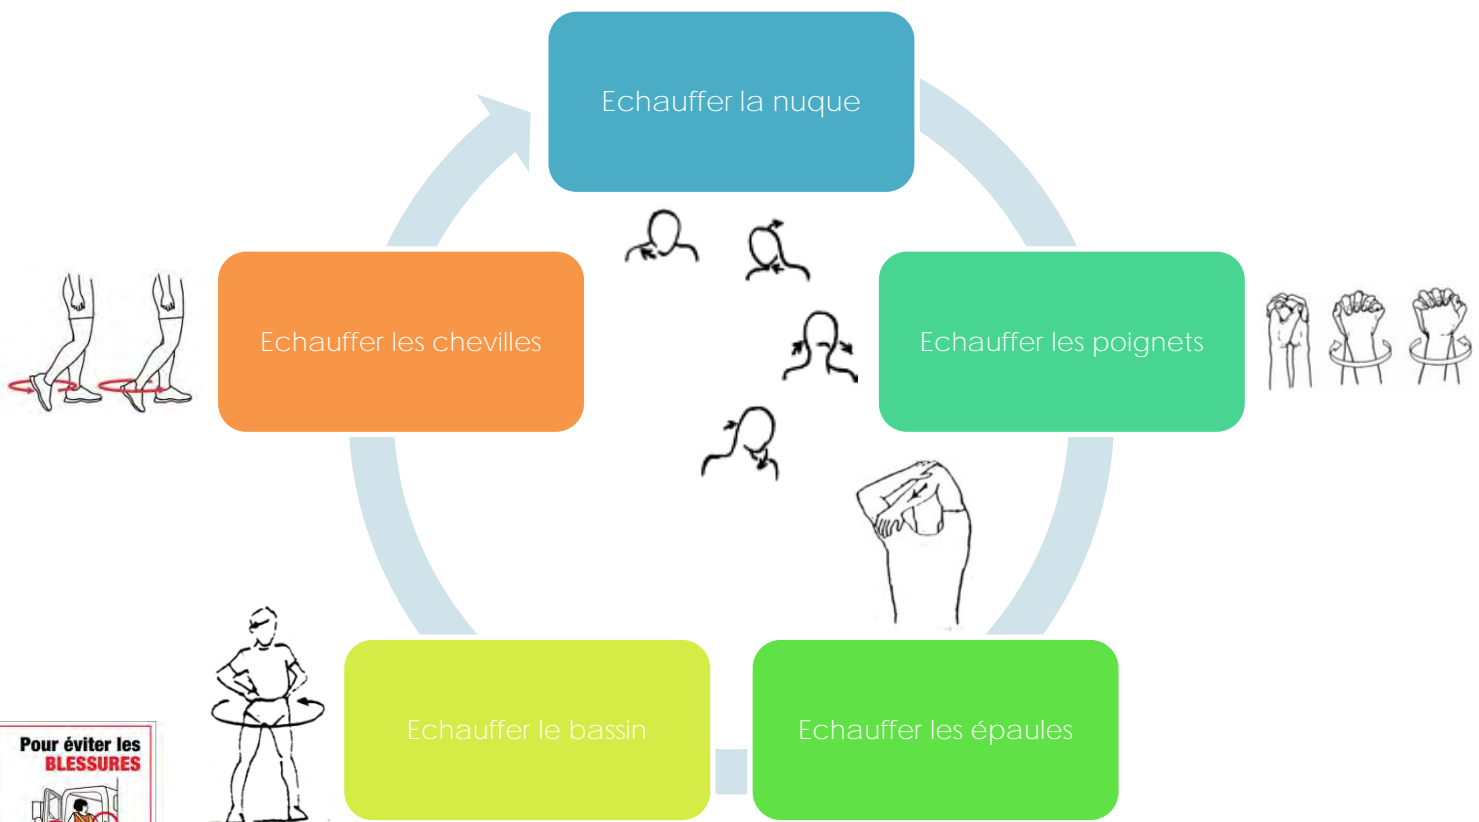 Echauffer la nuque
Echauffer les chevilles
Echauffer les poignets
Echauffer le bassin
Echauffer les épaules
Pour éviter les
BLESSURES